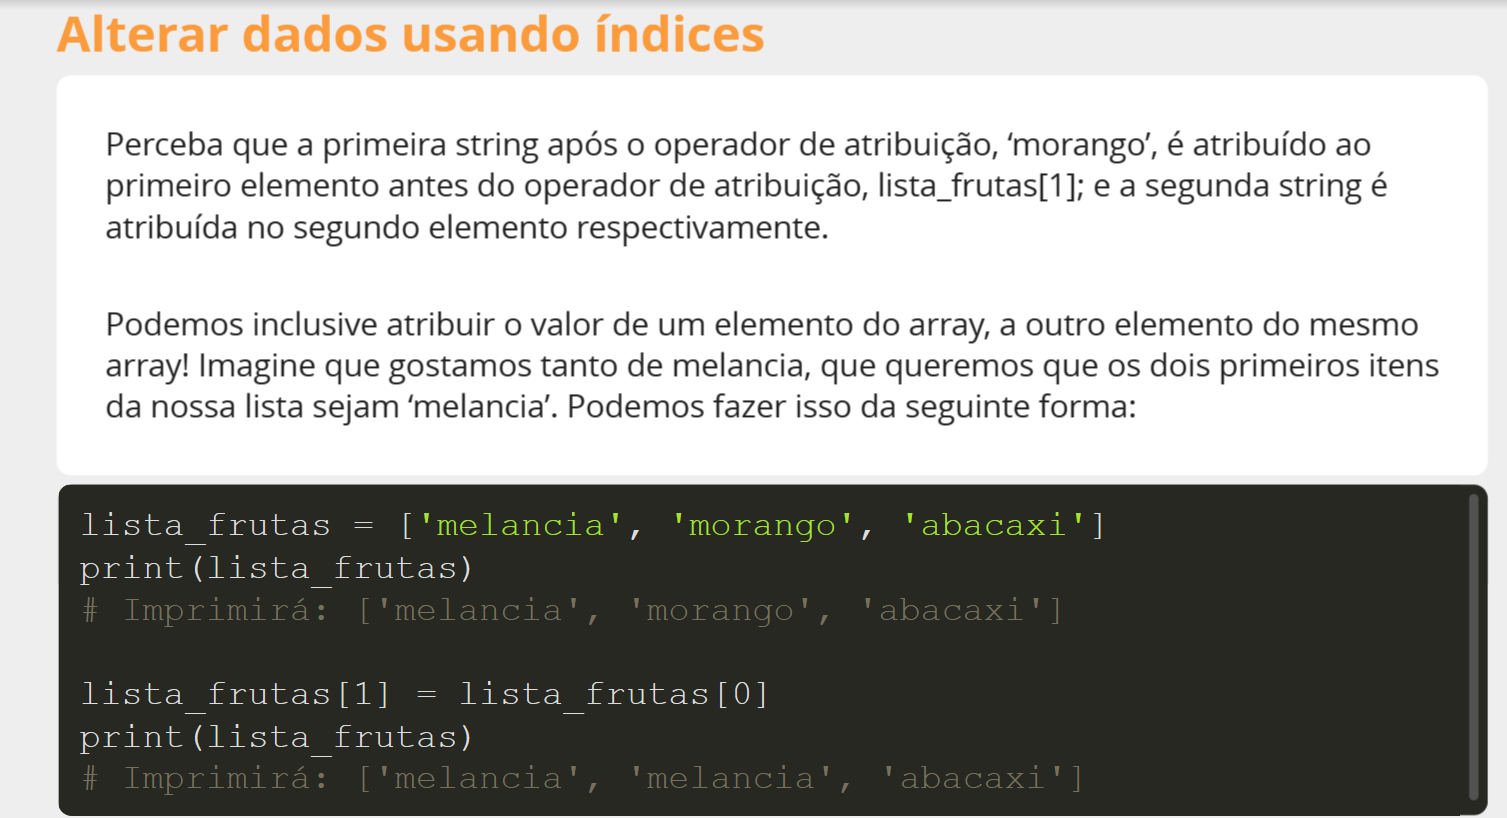 Alterar dados usando índices
Perceba que a primeira string após o operador de atribuição, ‘morango’, é atribuído ao
primeiro elemento antes do operador de atribuição, lista_frutas[1]; e a segunda string é
atribuída no segundo elemento respectivamente.
Podemos inclusive atribuir o valor de um elemento do array, a outro elemento do mesmo
array! Imagine que gostamos tanto de melancia, que queremos que os dois primeiros itens
da nossa lista sejam ‘melancia’. Podemos fazer isso da seguinte forma:
lista_frutas = ['melancia', 'morango', 'abacaxi']
print(lista_frutas)
# Imprimirá: ['melancia', 'morango', 'abacaxi']
lista_frutas[1] = lista_frutas[0]
print(lista_frutas)
# Imprimirá: ['melancia', 'melancia', 'abacaxi']